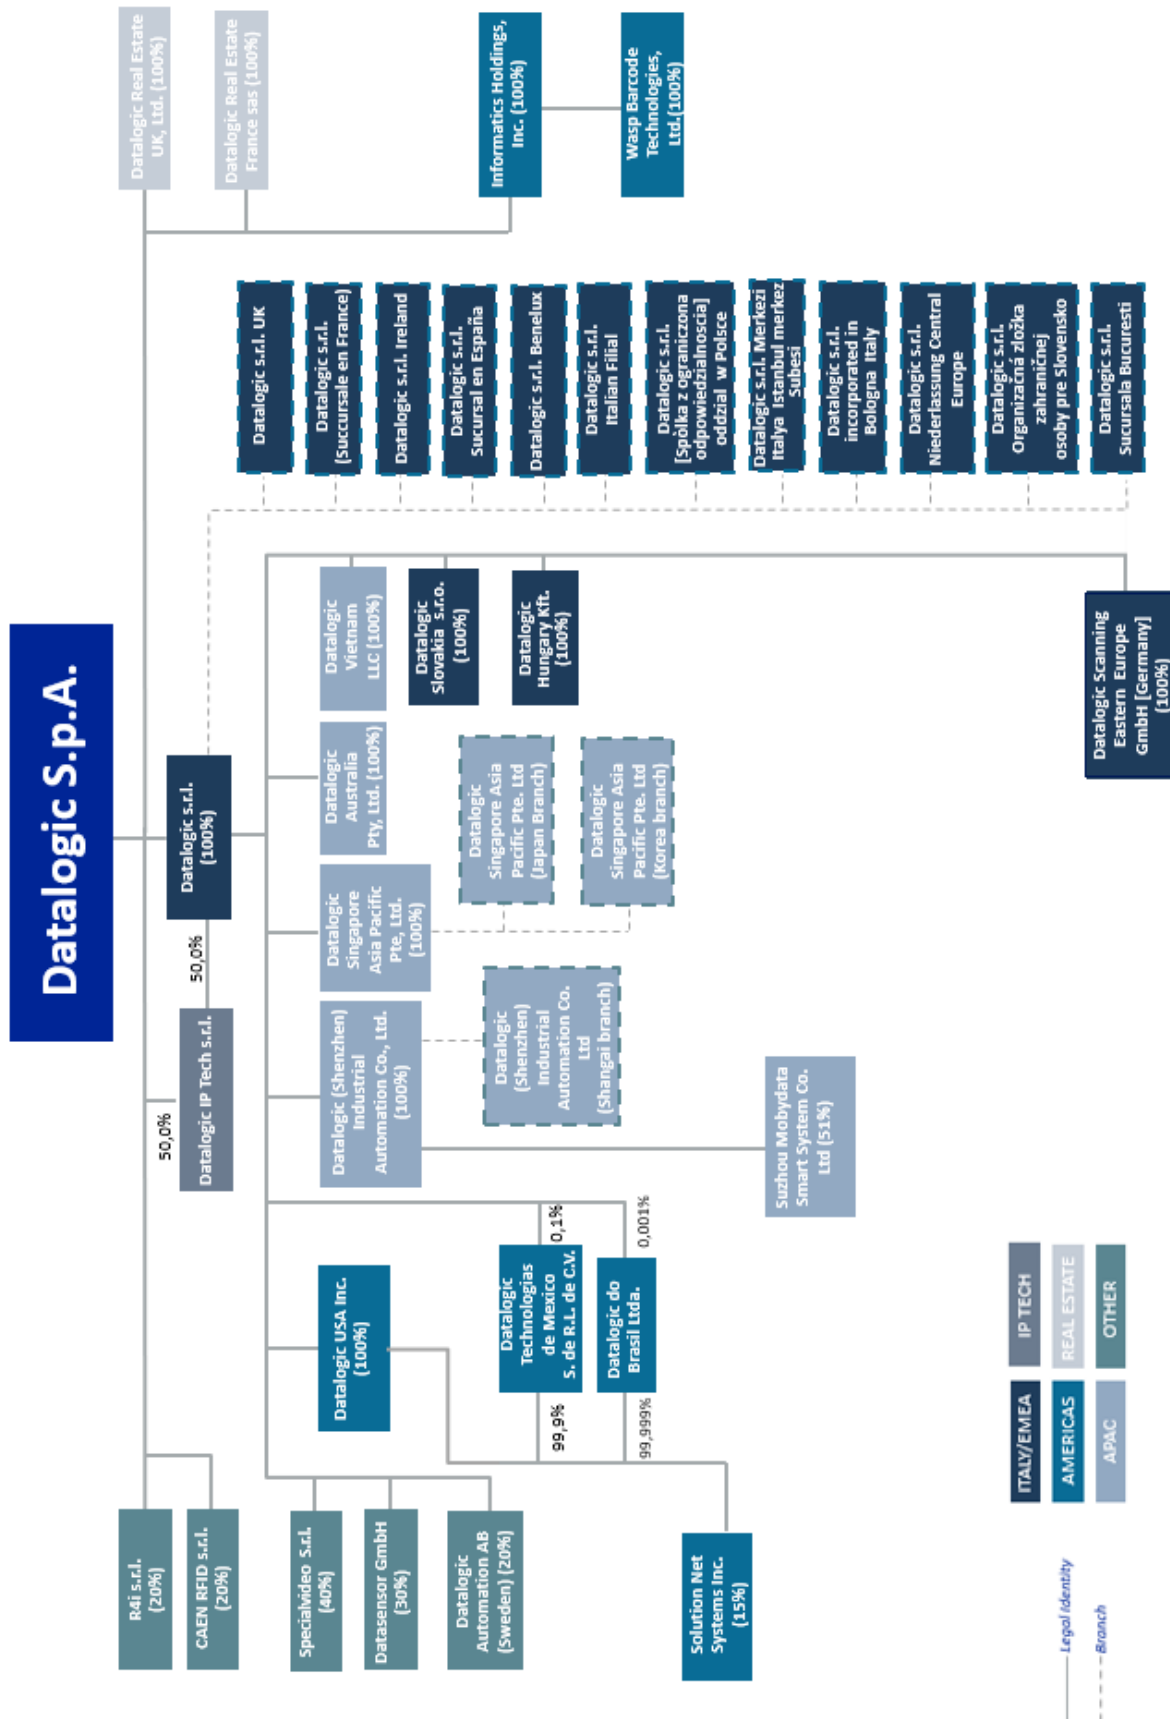 Datalogic S.p.A.
Datalogic Real Estate
UK, Ltd. (100%)
Datalogic Real Estate
France sas (100%)
Informatics Holdings,
Inc. (100%)
Wasp Barcode
Technologies,
Ltd.(100%)
Datalogic s.r.l.
(100%)
50,0%
50,0%
Datalogic IP Tech s.r.l.
R4i s.r.l.
(20%)
CAEN RFID s.r.l.
(20%)
Datalogic s.r.l. UK
Datalogic s.r.l.
(Succursale en France)
Datalogic s.r.l. Ireland
Datalogic s.r.l.
Sucursal en España
Datalogic s.r.l. Benelux
Datalogic s.r.l.
Italian Filial
Datalogic s.r.l.
[Spólka z ograniczona
odpowiedzialnoscia]
oddzial w Polsce
Datalogic s.r.l. Merkezi
Italya Istanbul merkez
Subesi
Datalogic s.r.l.
incorporated in
Bologna Italy
Datalogic s.r.l.
Niederlassung Central
Europe
Datalogic s.r.l.
Organizačná zložka
zahraničnej
osoby pre Slovensko
Datalogic s.r.l.
Sucursala Bucuresti
Specialvideo s.r.l.
(40%)
Datasensor GmbH
(30%)
Datalogic
Automation AB
(Sweden) (20%)
Datalogic USA Inc.
(100%)
Datalogic (Shenzhen)
Industrial
Automation Co., Ltd.
(100%)
Datalogic
Singapore
Asia Pacific
Pte, Ltd.
(100%)
Datalogic
Australia
Pty, Ltd. (100%)
Datalogic
Vietnam
LLC (100%)
Datalogic
Slovakia s.r.o.
(100%)
Datalogic
Hungary Kft.
(100%)
Datalogic Scanning
Eastern Europe
GmbH [Germany]
(100%)
Datalogic
Singapore Asia
Pacific Pte. Ltd
(Japan Branch)
Datalogic
Singapore Asia
Pacific Pte. Ltd
(Korea branch)
Datalogic
(Shenzhen)
Industrial
Automation Co.
Ltd
(Shangai branch)
Suzhou Mobydata
Smart System Co.
Ltd (51%)
99,9%
Datalogic
Technologias
de Mexico
S. de R.L. de C.V.
0,1%
99,999%
Datalogic do
Brasil Ltda.
0,001%
Solution Net
Systems Inc.
(15%)
ITALY/EMEA
IP TECH
AMERICAS
REAL ESTATE
APAC
OTHER
Legal Identity
Branch